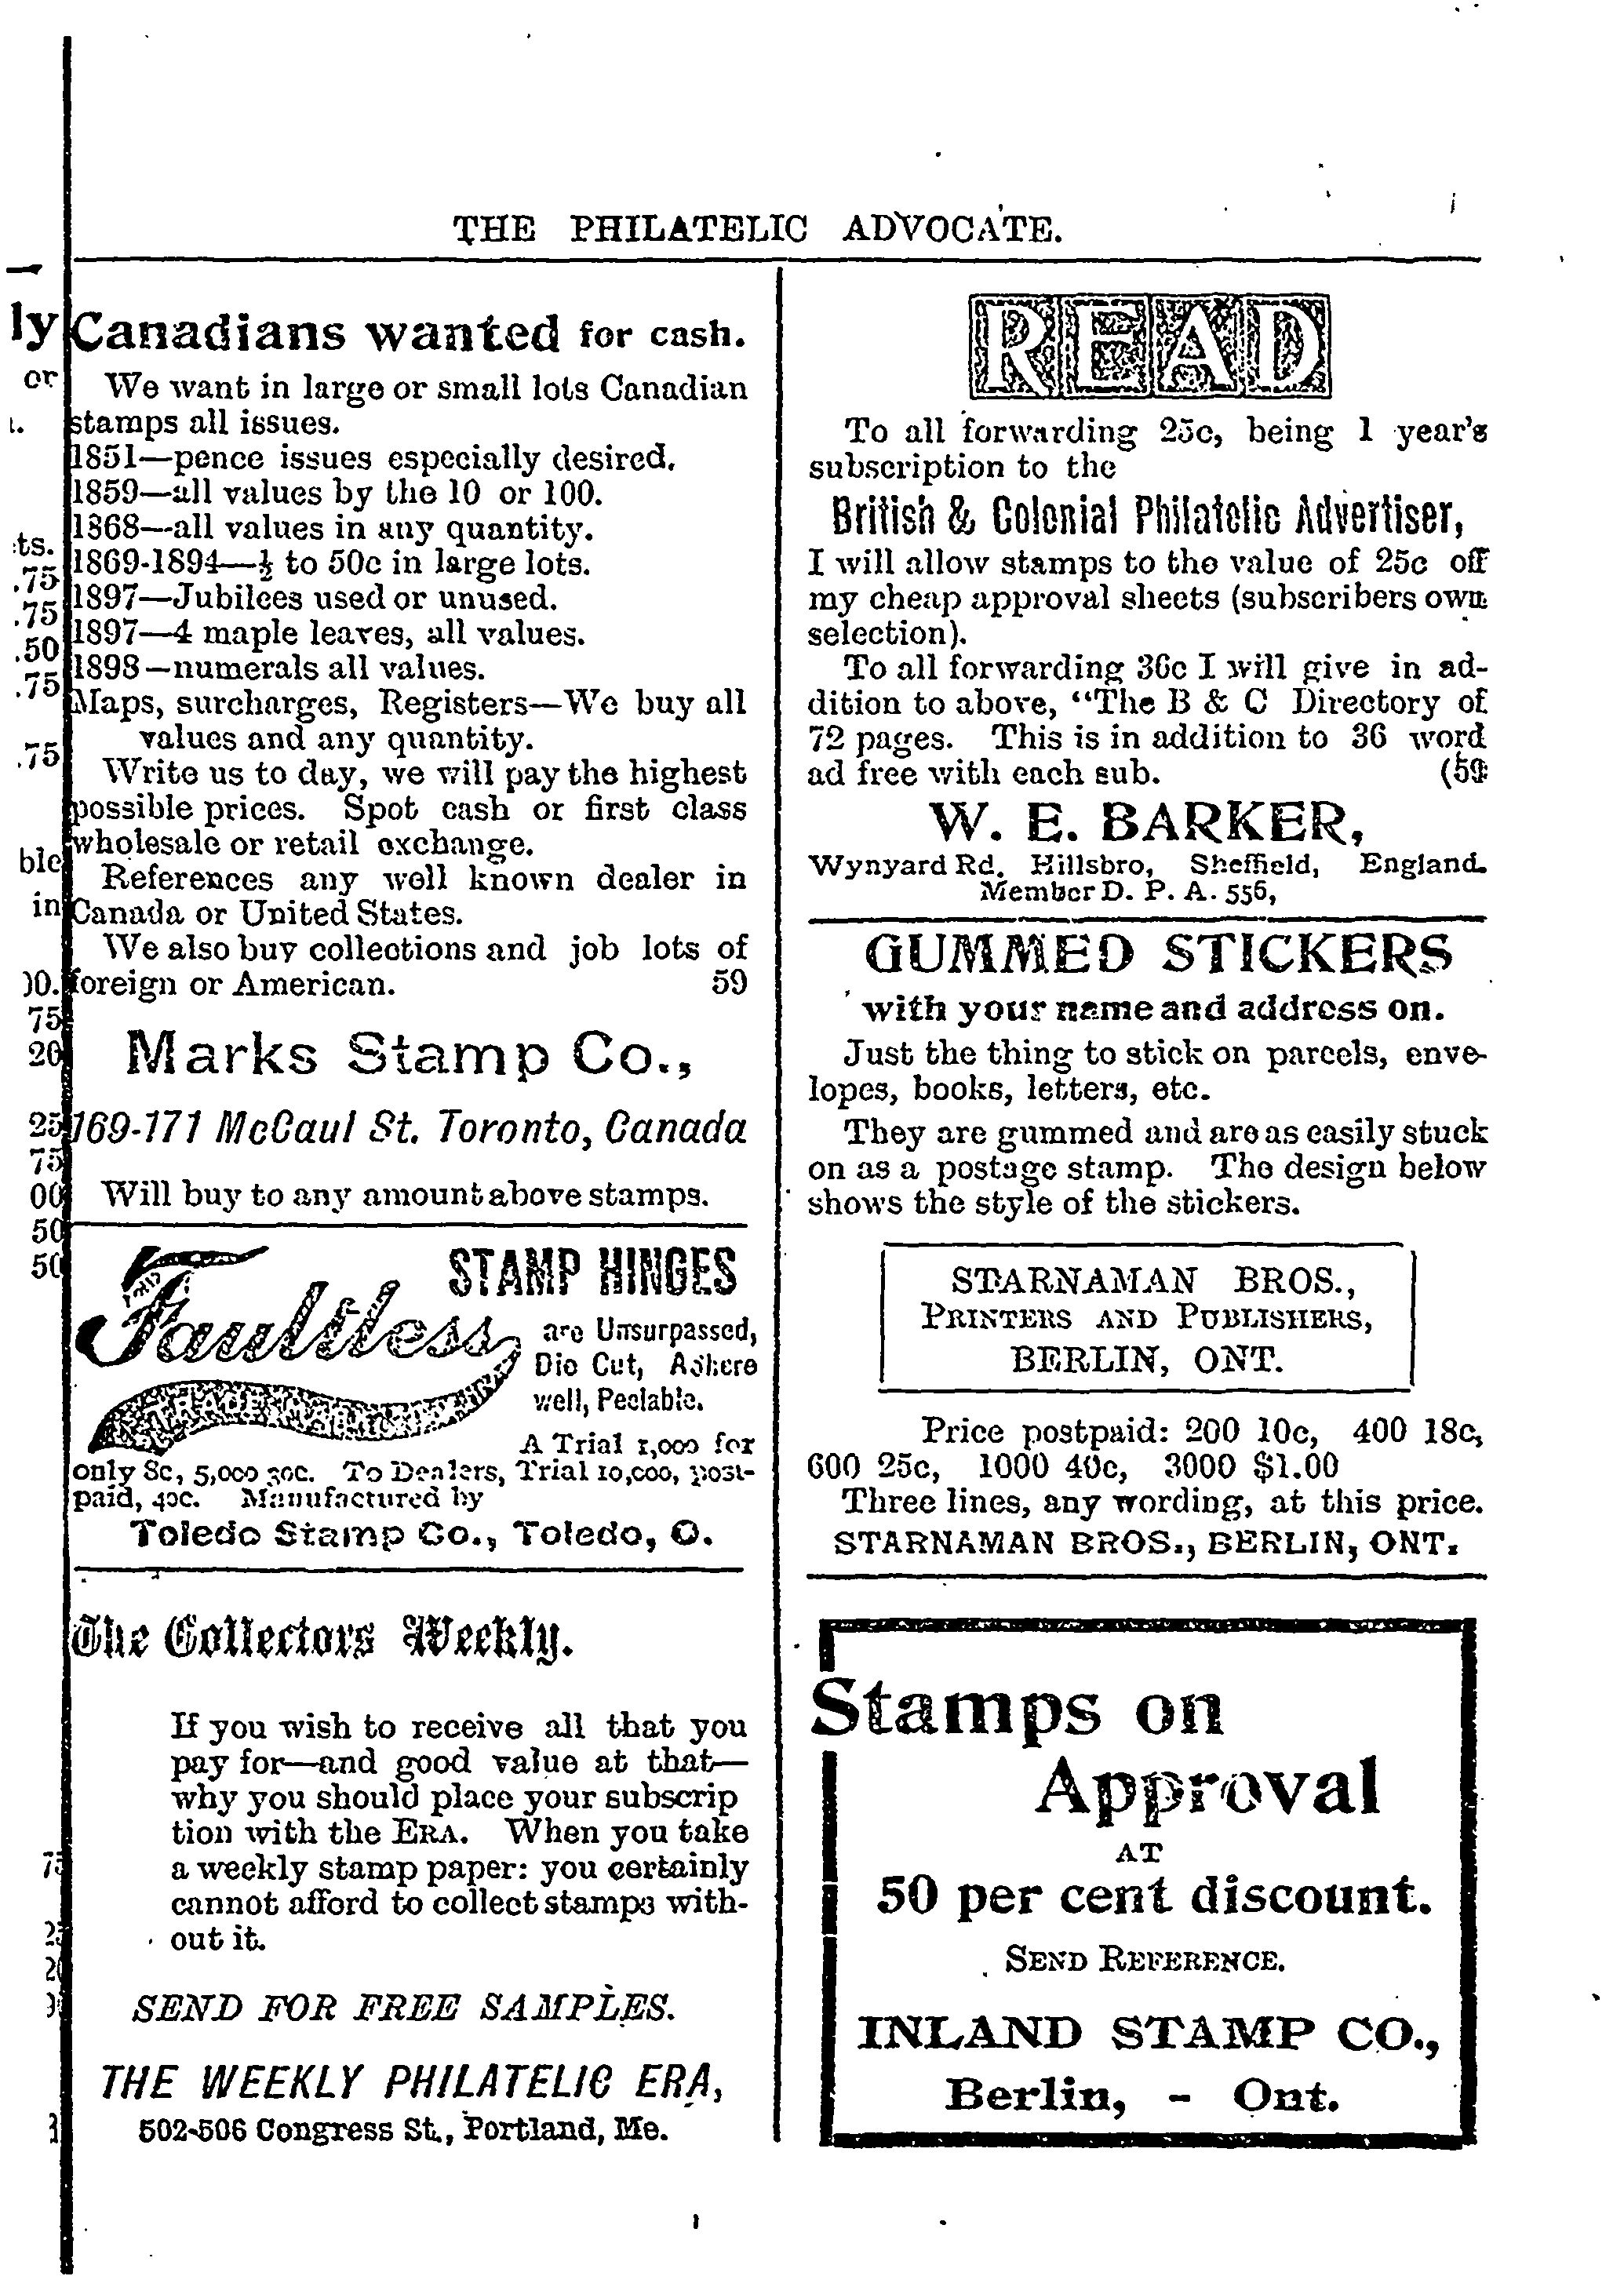 THE PHILATELIC ADVOCATE.
Canadians wanted for cash.
We want in large or small lots Canadian
stamps all issues.
1851—pence issues especially desired.
1859—all values by the 10 or 100.
1868—all values in any quantity.
1869-1894—½ to 50c in large lots.
1897—Jubilees used or unused.
1897—4 maple leaves, all values.
1898—numerals all values.
Maps, surcharges, Registers—We buy all
values and any quantity.
Write us to day, we will pay the highest
possible prices. Spot cash or first class
wholesale or retail exchange.
References any well known dealer in
Canada or United States.
We also buy collections and job lots of
foreign or American. 59
Marks Stamp Co.,
169-171 McCaul St. Toronto, Canada
Will buy to any amount above stamps.
Faultless STAMP HINGES
are Unsurpassed,
Die Cut, Adhere
well, Peelable.
TRADE MARK
A Trial 1,000 for
only 8c, 5,000 30c. To Dealers, Trial 10,000, post-
paid, 40c. Manufactured by
Toledo Stamp Co., Toledo, O.
The Collectors Weekly.
If you wish to receive all that you
pay for—and good value at that—
why you should place your subscrip
tion with the ERA. When you take
a weekly stamp paper: you certainly
cannot afford to collect stamps with-
out it.
SEND FOR FREE SAMPLES.
THE WEEKLY PHILATELIC ERA,
502-506 Congress St., Portland, Me.
READ
To all forwarding 25c, being 1 year's
subscription to the
British & Colonial Philatelic Advertiser,
I will allow stamps to the value of 25c off
my cheap approval sheets (subscribers own
selection).
To all forwarding 36c I will give in ad-
dition to above, "The B & C Directory of
72 pages. This is in addition to 36 word
ad free with each sub. (59
W. E. BARKER,
Wynyard Rd. Hillsbro, Sheffield, England.
Member D. P. A. 556,
GUMMED STICKERS
with your name and address on.
Just the thing to stick on parcels, enve-
lopes, books, letters, etc.
They are gummed and are as easily stuck
on as a postage stamp. The design below
shows the style of the stickers.
STARNAMAN BROS.,
PRINTERS AND PUBLISHERS,
BERLIN, ONT.
Price postpaid: 200 10c, 400 18c,
600 25c, 1000 40c, 3000 $1.00
Three lines, any wording, at this price.
STARNAMAN BROS., BERLIN, ONT.
Stamps on
Approval
AT
50 per cent discount.
SEND REFERENCE.
INLAND STAMP CO.,
Berlin, - Ont.